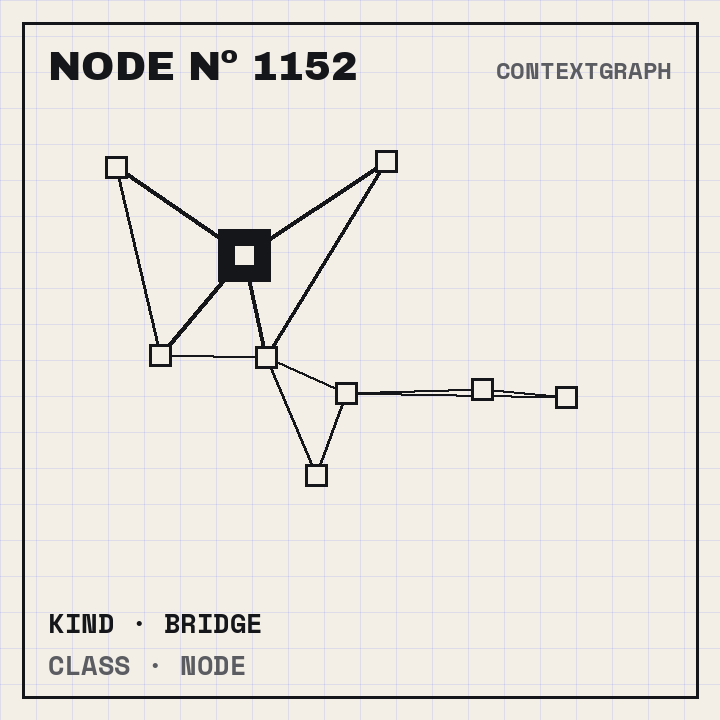 NODE Nº 1152
CONTEXTGRAPH
KIND · BRIDGE
CLASS · NODE